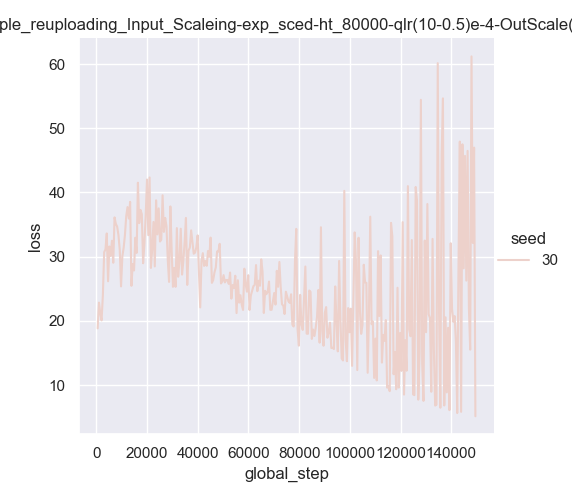 ple_reuploading_Input_Scaleing-exp_sced-ht_80000-qlr(10-0.5)e-4-OutScale(
60
50
40
30
20
10
loss
seed
30
0 20000 40000 60000 80000 100000 120000 140000
global_step